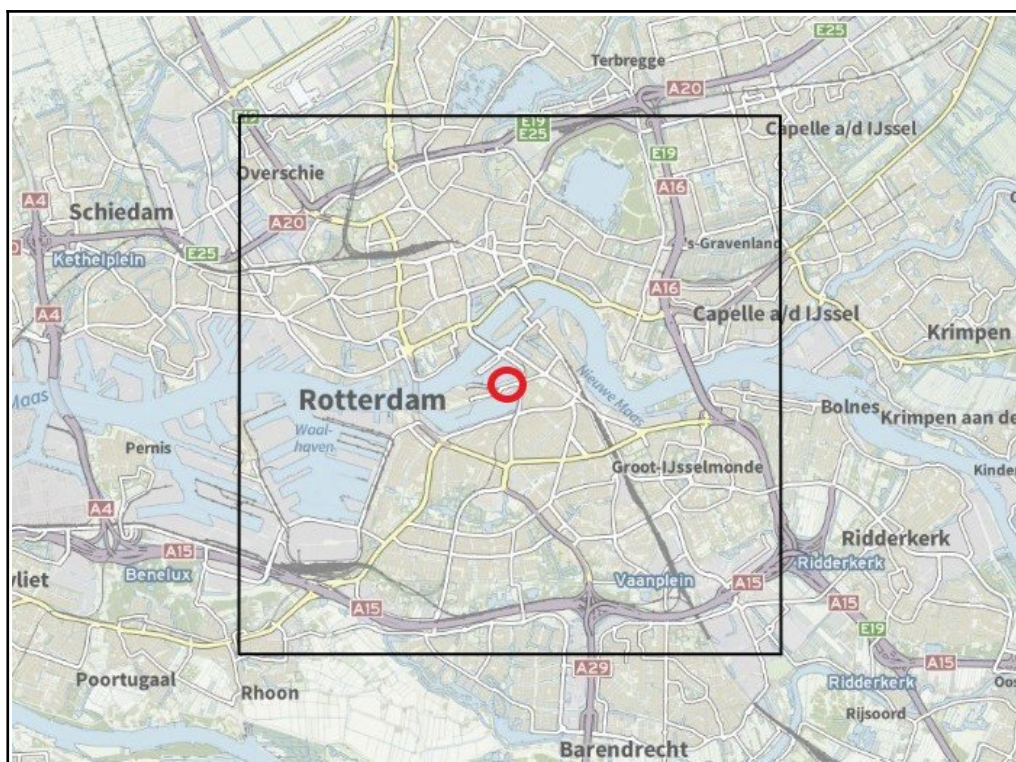 E25
Terbregge
A20
E19
E19
E25
Capelle a/d IJssel
E19
Overschie
A16
A4
Schiedam
A20
's-Gravenland
E25
Kethelplein
A16
A4
Capelle a/d IJssel
Krimpen
Maas
Rotterdam
Nieuwe Maas
Bolnes
Krimpen aan de
Waal-
haven
Pernis
Groot-IJsselmonde
Kinder
A4
Ridderkerk
A15
vliet
Benelux
Vaanplein
A15
Ridderkerk
A15
A15
E19
A15
A29
Poortugaal
Rhoon
Ridderkerk
Oos
Rijsoord
Barendrecht